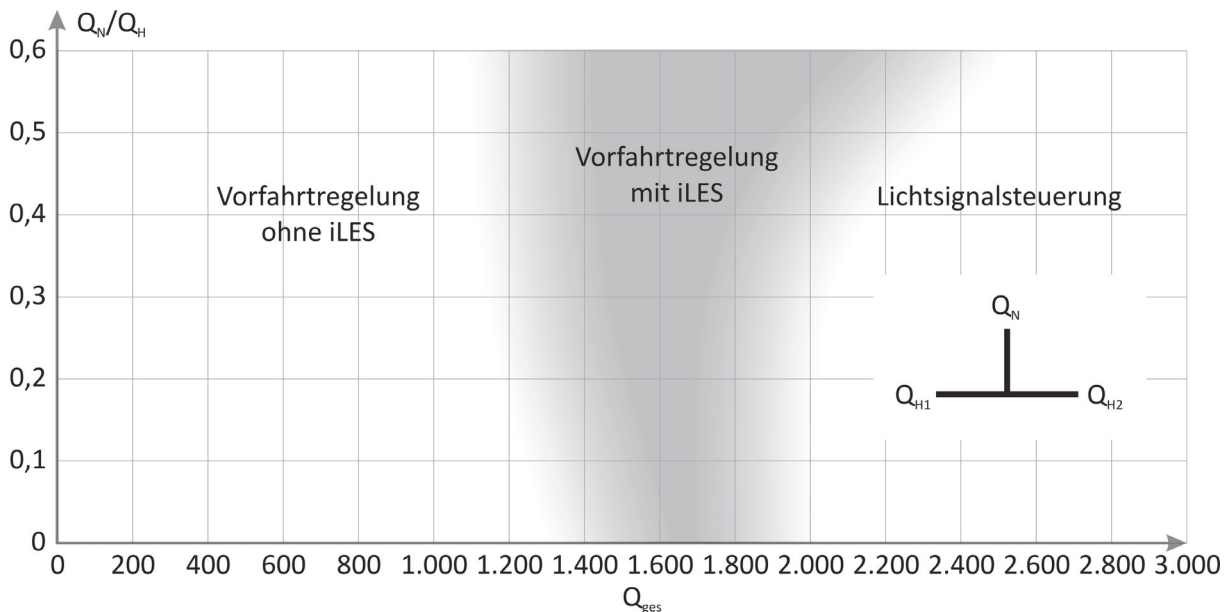 Q_N/Q_H
0,6
0,5
0,4
0,3
0,2
0,1
0
Vorfahrtregelung
ohne iLES
Vorfahrtregelung
mit iLES
Lichtsignalsteuerung
Q_N
Q_H1 Q_H2
0 200 400 600 800 1.000 1.200 1.400 1.600 1.800 2.000 2.200 2.400 2.600 2.800 3.000
Q_ges